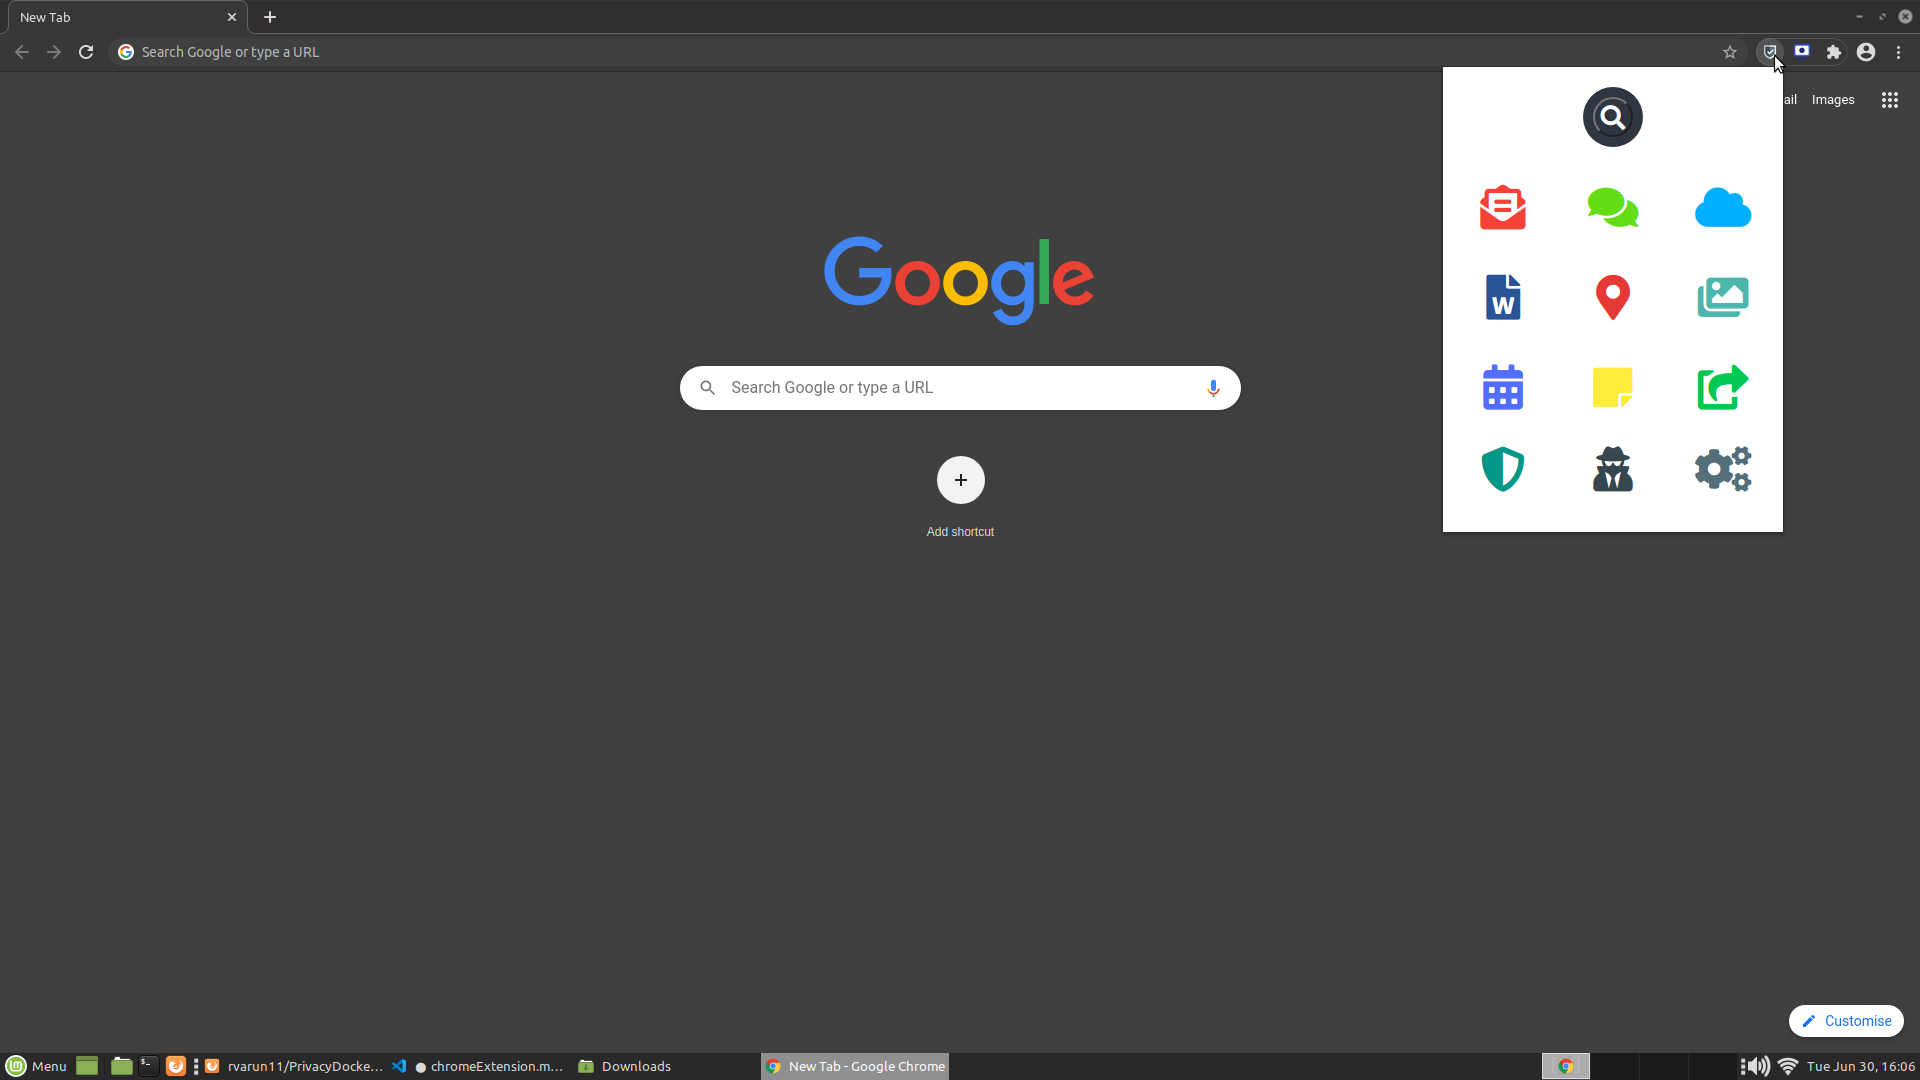 New Tab
Search Google or type a URL
ail Images
Google
Search Google or type a URL
Add shortcut
W
Customise
Menu
rvarun11/PrivacyDocke...
● chromeExtension.m...
Downloads
New Tab - Google Chrome
Tue Jun 30, 16:06